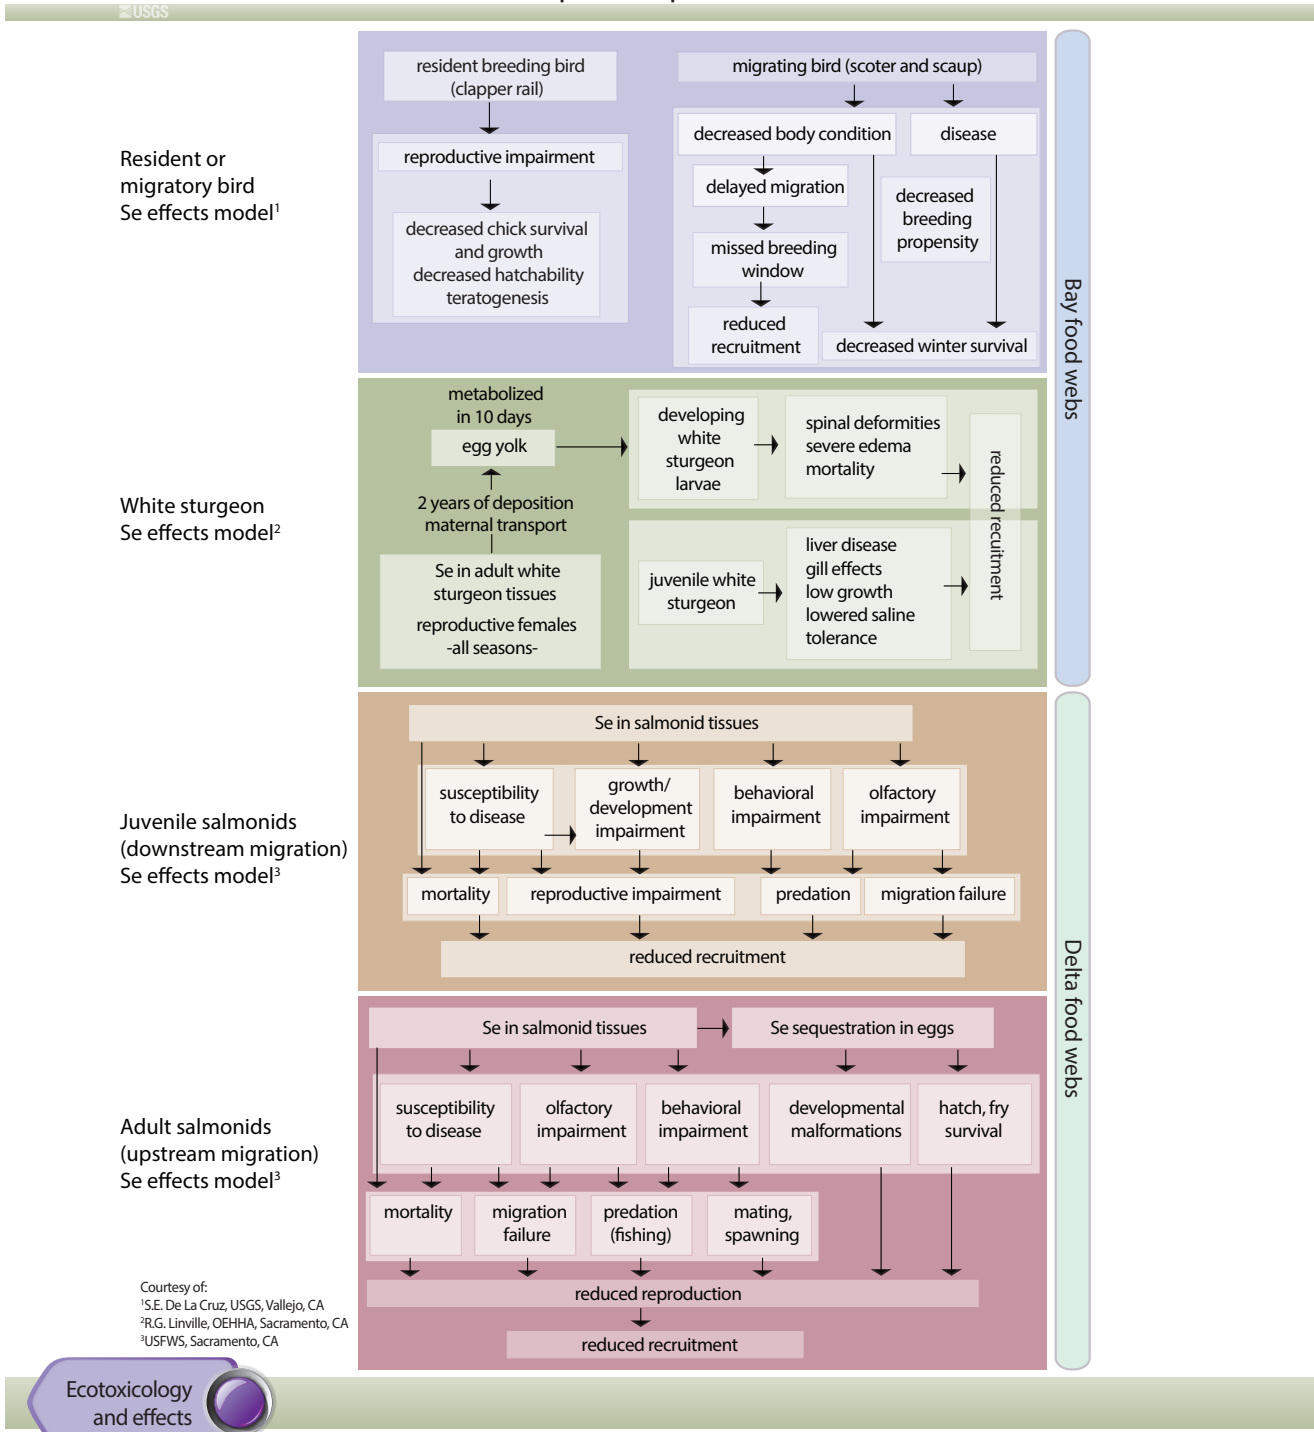 USGS
Resident or
migratory bird
Se effects model1
resident breeding bird
(clapper rail)
reproductive impairment
decreased chick survival
and growth
decreased hatchability
teratogenesis
migrating bird (scoter and scaup)
decreased body condition
disease
delayed migration
decreased
breeding
propensity
missed breeding
window
reduced
recruitment
decreased winter survival
Bay food webs
White sturgeon
Se effects model2
metabolized
in 10 days
egg yolk
2 years of deposition
maternal transport
Se in adult white
sturgeon tissues
reproductive females
-all seasons-
developing
white
sturgeon
larvae
spinal deformities
severe edema
mortality
juvenile white
sturgeon
liver disease
gill effects
low growth
lowered saline
tolerance
reduced recuitment
Juvenile salmonids
(downstream migration)
Se effects model3
Se in salmonid tissues
susceptibility
to disease
growth/
development
impairment
behavioral
impairment
olfactory
impairment
mortality
reproductive impairment
predation
migration failure
reduced recruitment
Delta food webs
Adult salmonids
(upstream migration)
Se effects model3
Se in salmonid tissues
Se sequestration in eggs
susceptibility
to disease
olfactory
impairment
behavioral
impairment
developmental
malformations
hatch, fry
survival
mortality
migration
failure
predation
(fishing)
mating,
spawning
reduced reproduction
reduced recruitment
Courtesy of:
1S.E. De La Cruz, USGS, Vallejo, CA
2R.G. Linville, OEHHA, Sacramento, CA
3USFWS, Sacramento, CA
Ecotoxicology
and effects